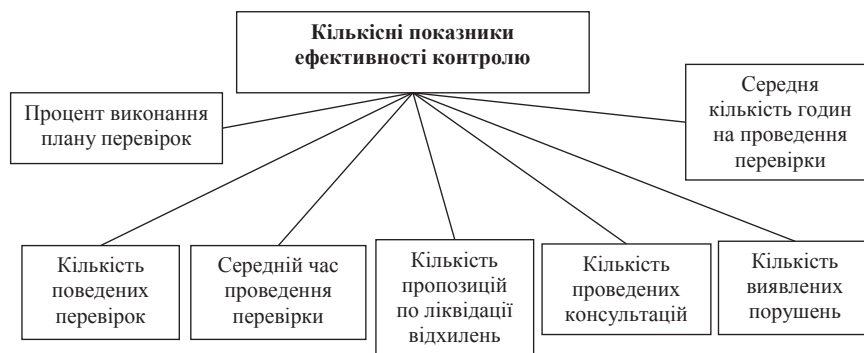 Кількісні показники
ефективності контролю
Процент виконання
плану перевірок
Середня
кількість годин
на проведення
перевірки
Кількість
поведених
перевірок
Середній час
проведення
перевірки
Кількість
пропозицій
по ліквідації
відхилень
Кількість
проведених
консультацій
Кількість
виявлених
порушень